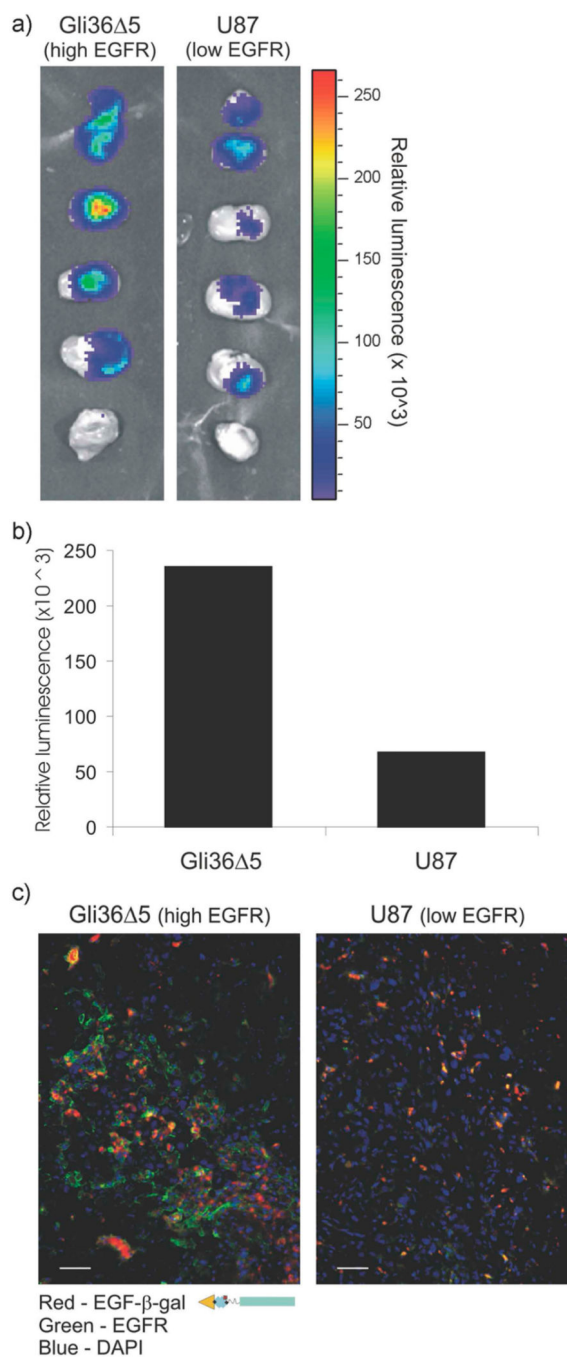 a)
Gli36Δ5
(high EGFR)
U87
(low EGFR)
250
200
150
100
50
Relative luminescence (x 10^3)
b)
Relative luminescence (x10 ^ 3)
250
200
150
100
50
0
Gli36Δ5
U87
c)
Gli36Δ5 (high EGFR)
U87 (low EGFR)
Red - EGF-β-gal
Green - EGFR
Blue - DAPI